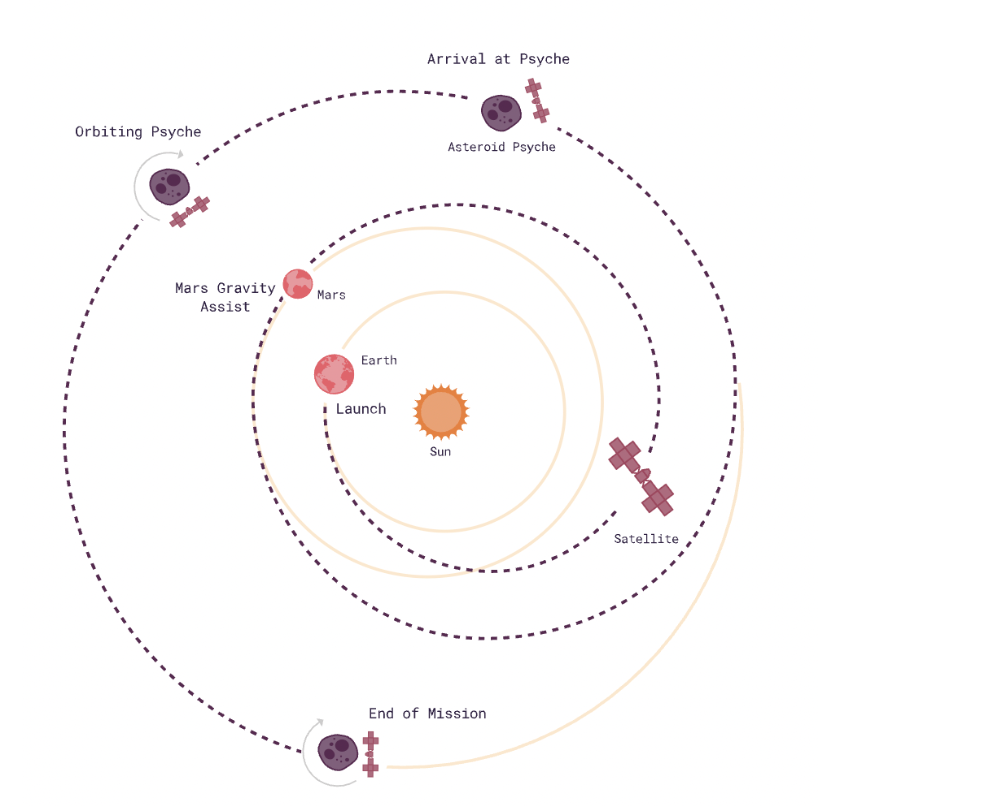 Arrival at Psyche
Asteroid Psyche
Orbiting Psyche
Mars Gravity
Assist
Mars
Earth
Launch
Sun
Satellite
End of Mission